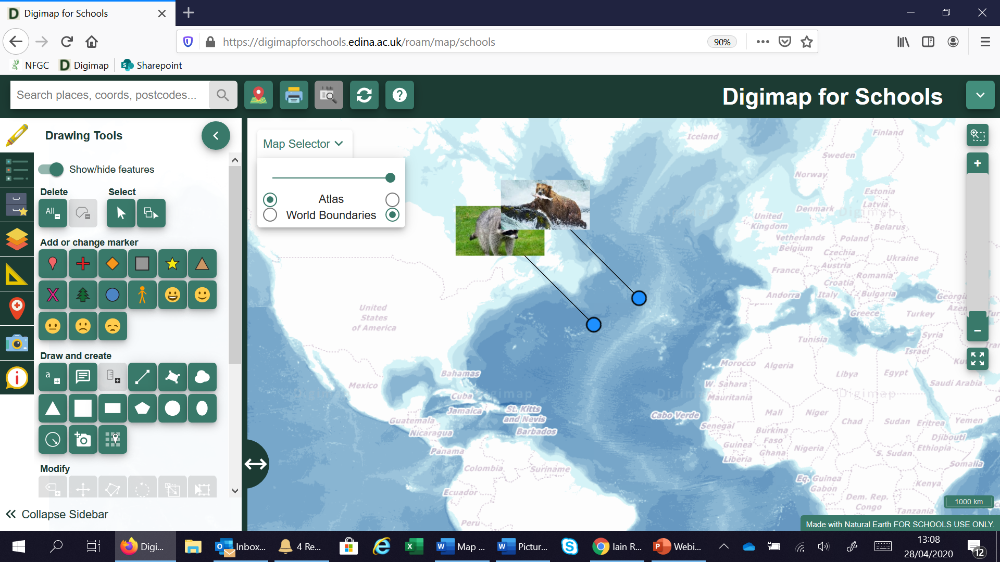 Digimap for Schools
https://digimapforschools.edina.ac.uk/roam/map/schools
90%
NFGC
Digimap
Sharepoint
Search places, coords, postcodes...
Digimap for Schools
Drawing Tools
Show/hide features
Delete
Select
All
Add or change marker
Draw and create
a
Modify
Collapse Sidebar
Map Selector
Atlas
World Boundaries
Iceland
Finland
Sweden
Norway
Estonia
Latvia
Denmark
Digimap
United
Kingdom
Belarus
Netherlands
Poland
Belgium
Czechia
Ukraine
Austria
France
Romania
Croatia
Andorra
Italy
Bulgaria
Georgia
Greece
Turkey
Syria
Tunisia
Israel
Morocco
Algeria
Libya
Egypt
W. Sahara
Saudi Arabia
Mauritania
Digimap
United
States
of America
Bahamas
Mexico
Cuba
Jamaica
St. Kitts
and Nevis
Guatemala
Barbados
Nicaragua
Panama
Colombia
Suriname
Ecuador
Peru
Cabo Verde
Senegal
Mali
Niger
Chad
Sudan
Eritrea
Yemen
Burkina
Faso
Djibouti
Guinea
Ghana
Nigeria
S. Sudan
Ethiopia
Liberia
Somalia
Eq. Guinea
Gabon
Kenya
Dem. Rep.
Congo
Tanzania
1000 km
Made with Natural Earth FOR SCHOOLS USE ONLY.
Digi...
Inbox...
4 Re...
Map ...
Pictur...
Iain R...
Webi...
13:08
28/04/2020
12